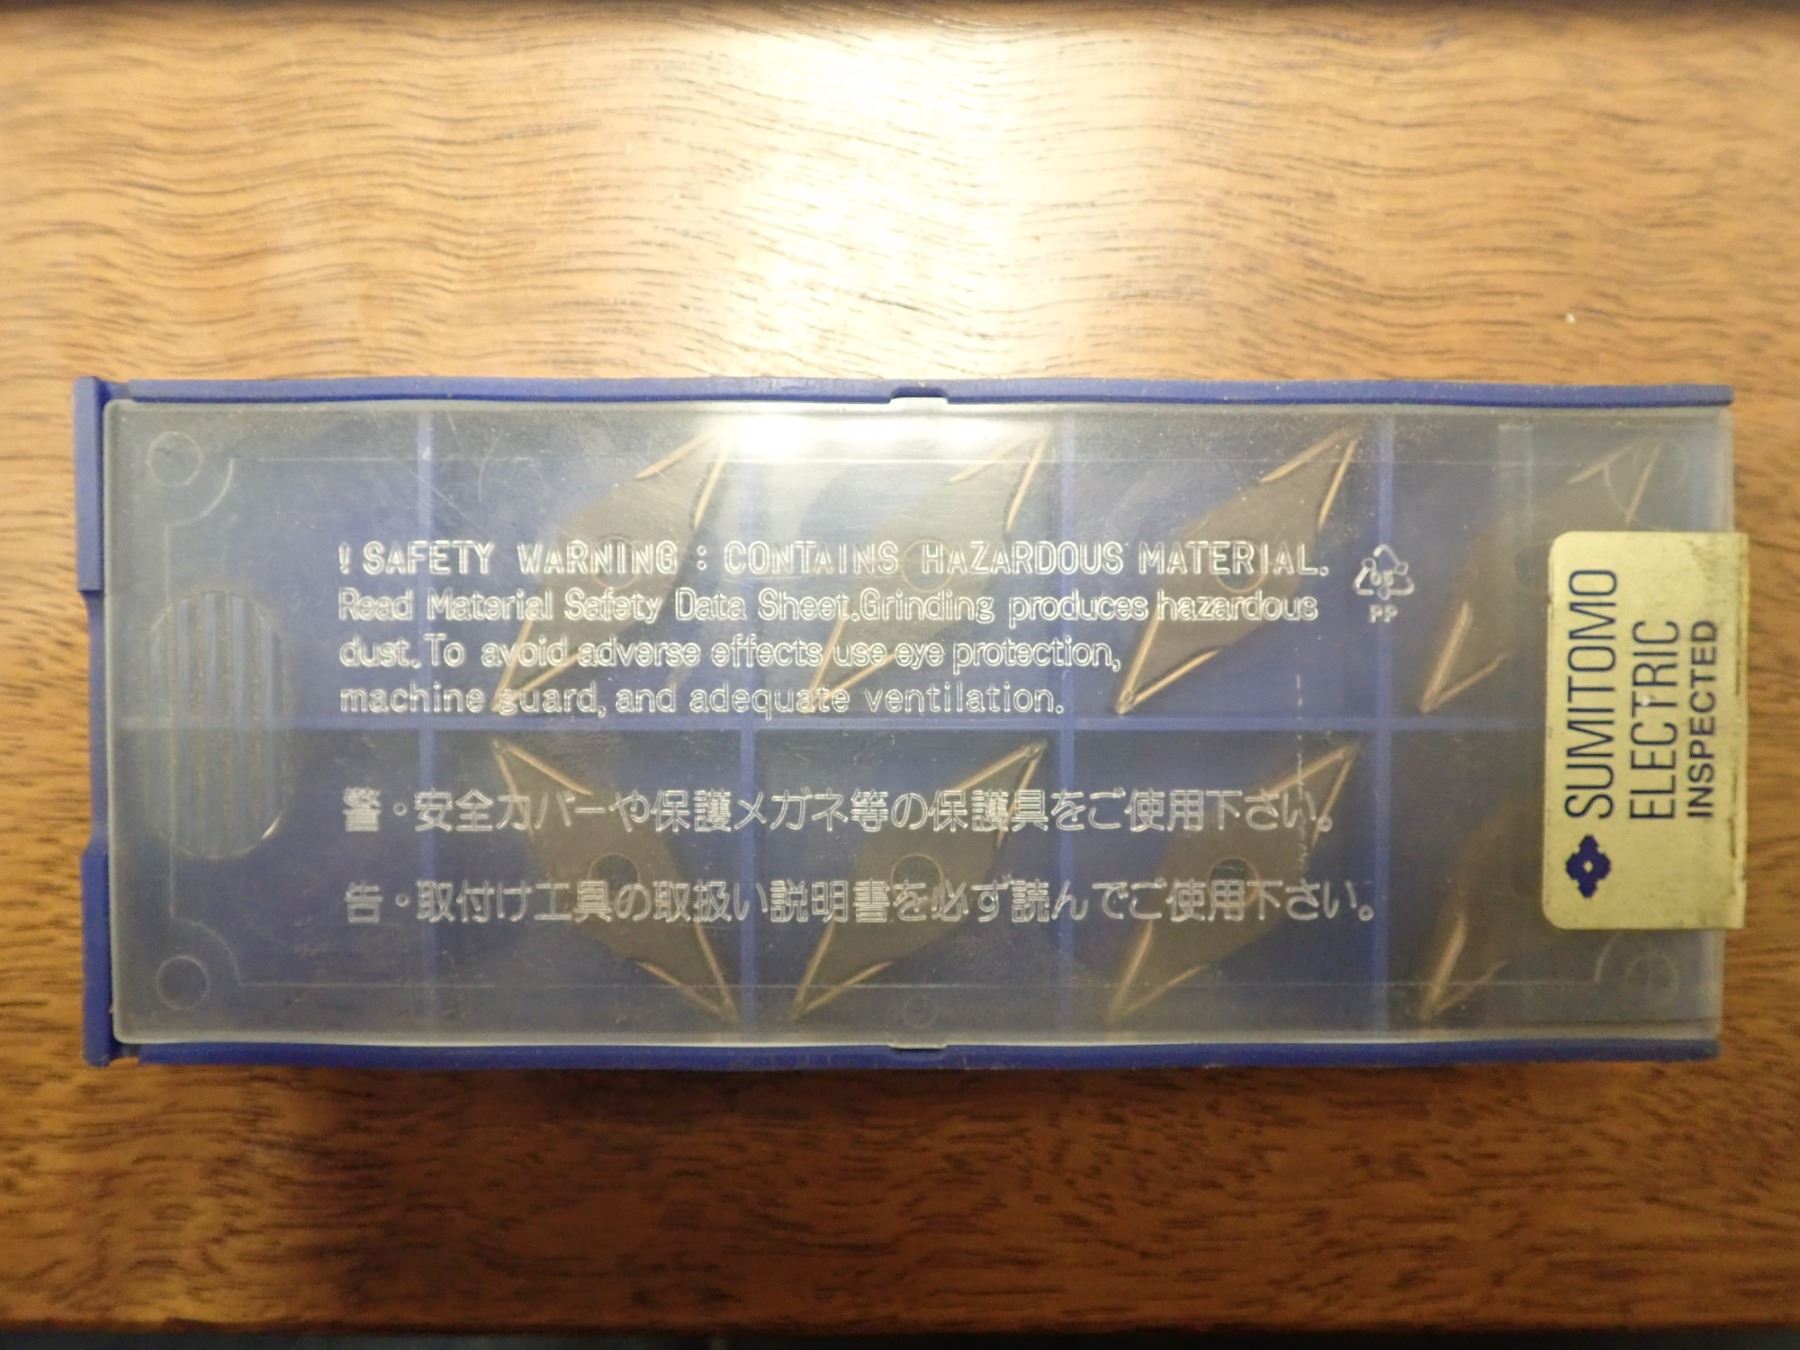 ! SAFETY WARNING : CONTAINS HAZARDOUS MATERIAL.
Read Material Safety Data Sheet.Grinding produces hazardous
dust.To avoid adverse effects use eye protection,
machine guard, and adequate ventilation.
警・安全カバーや保護メガネ等の保護具をご使用下さい。
告・取付け工具の取扱い説明書を必ず読んでご使用下さい。
05
PP
SUMITOMO
ELECTRIC
INSPECTED